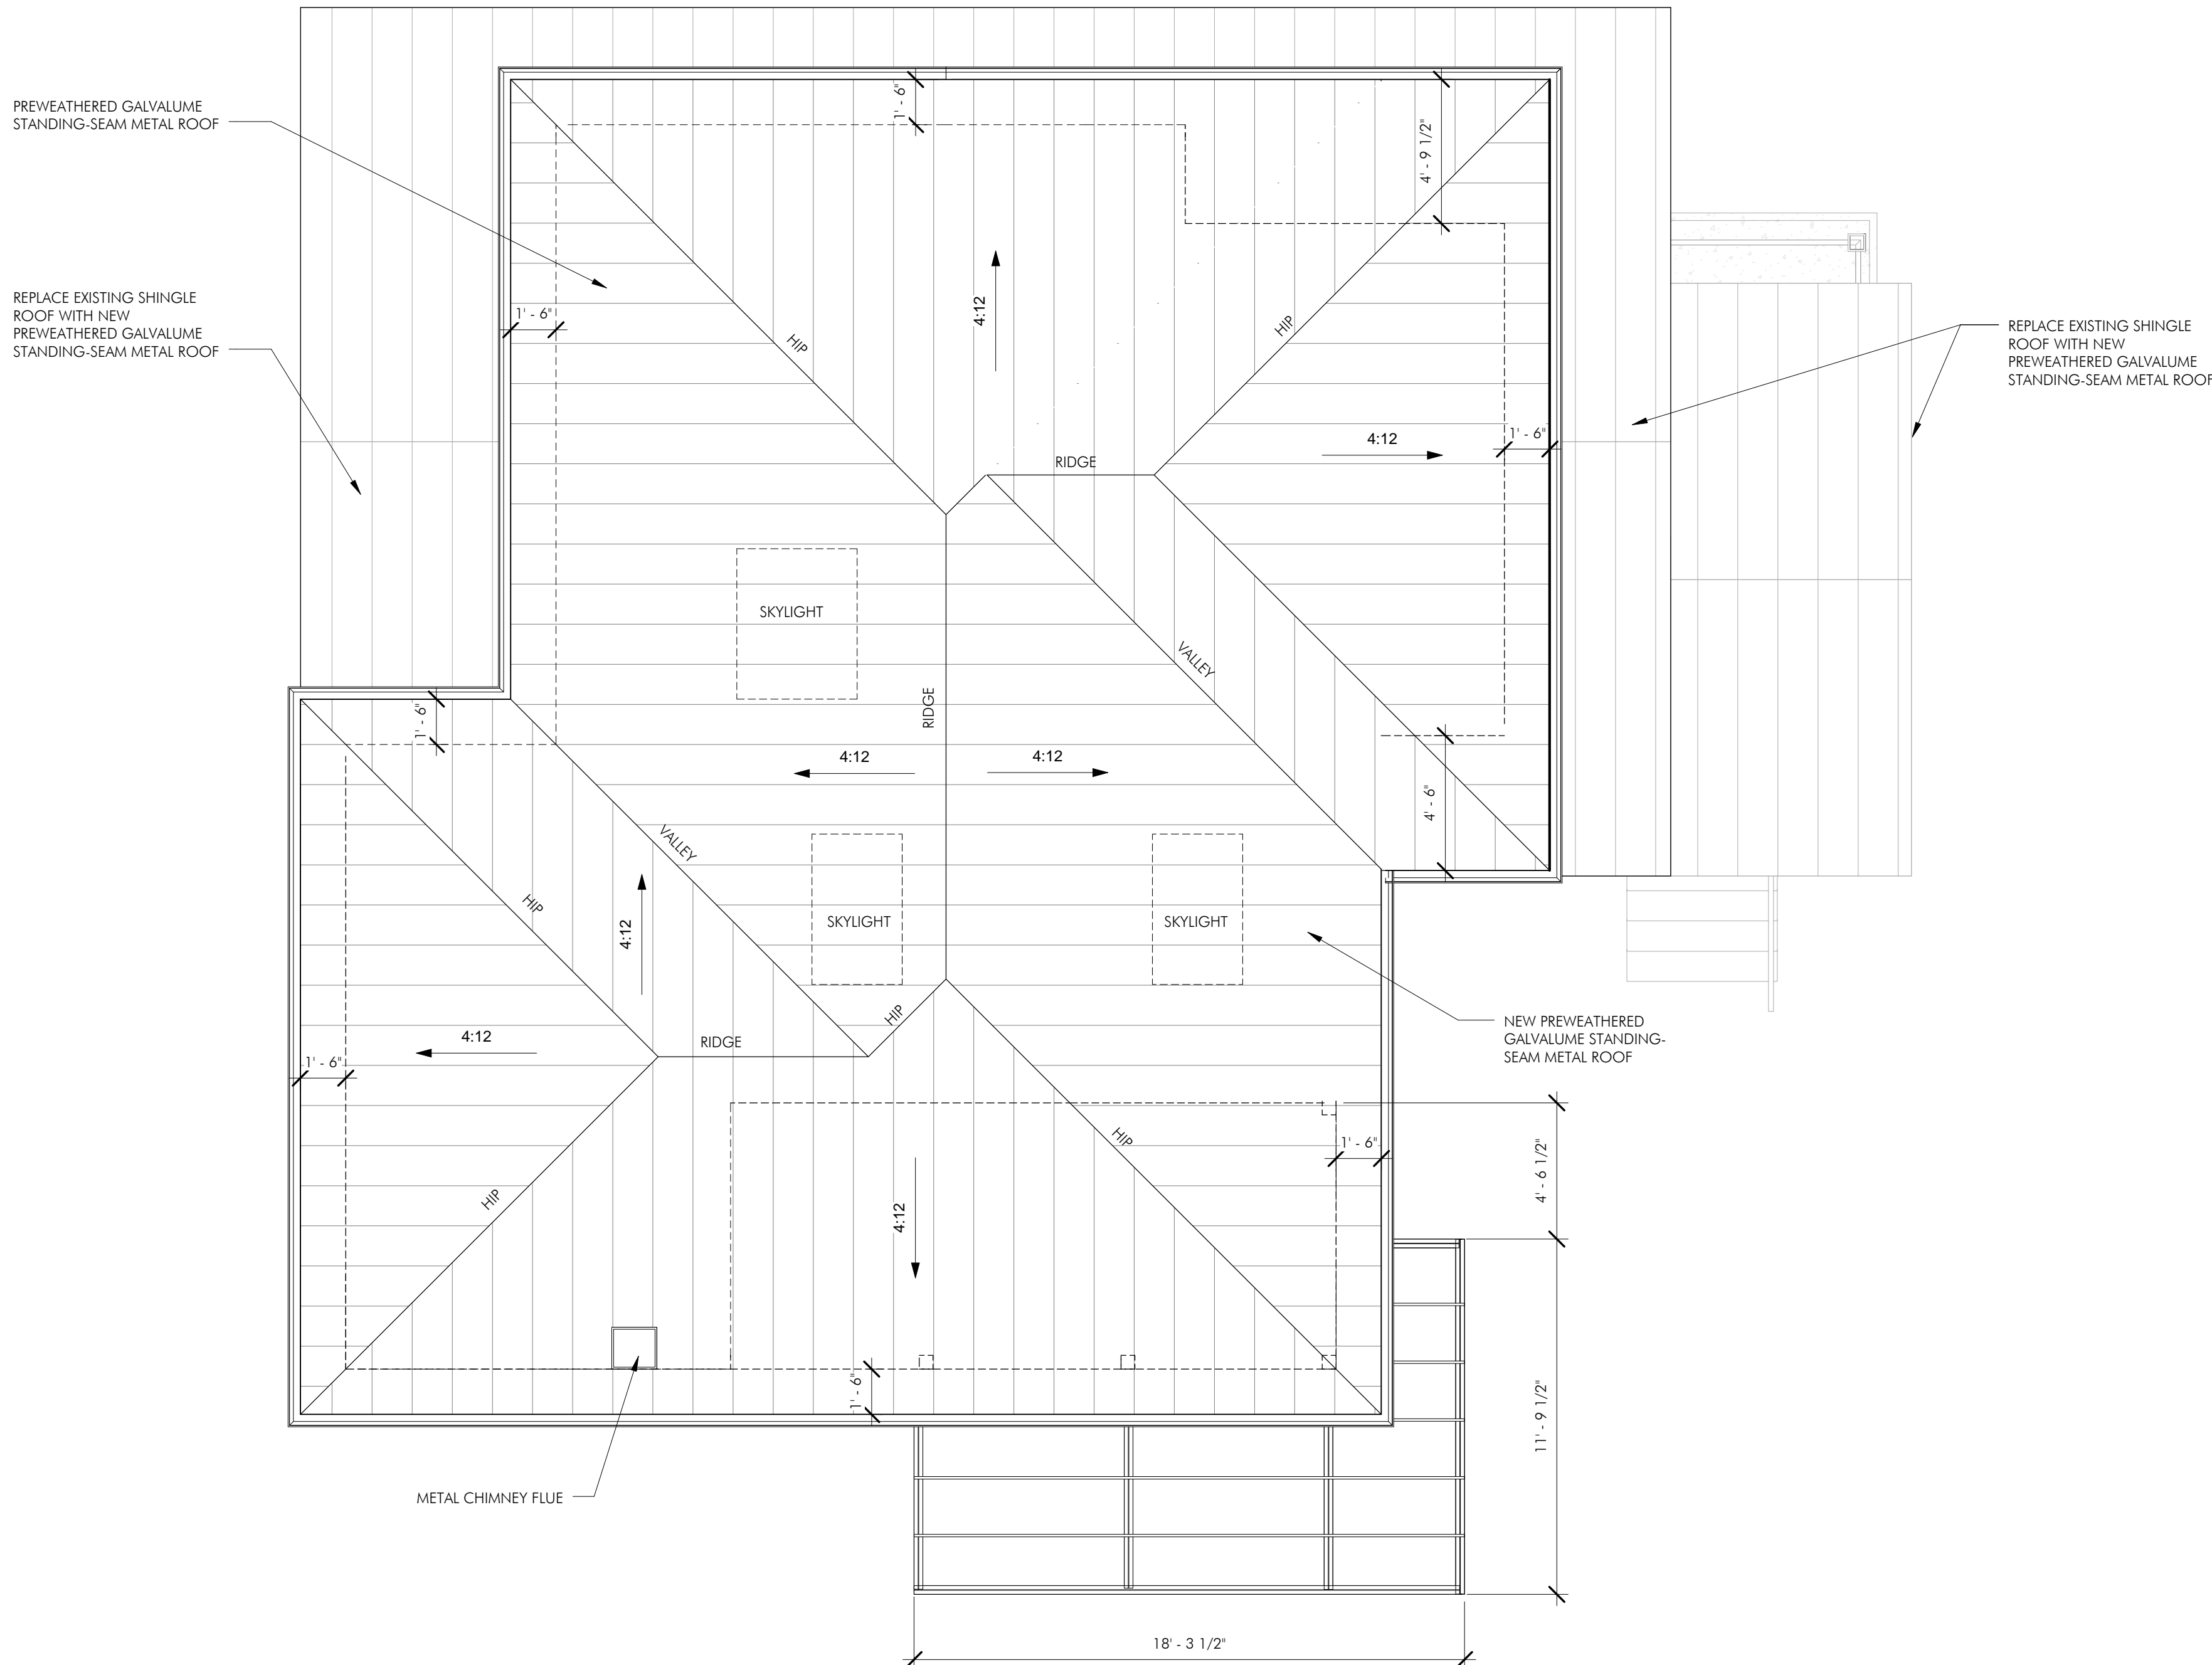 PREWEATHERED GALVALUME
STANDING-SEAM METAL ROOF
1' - 6"
4' - 9 1/2"
REPLACE EXISTING SHINGLE
ROOF WITH NEW
PREWEATHERED GALVALUME
STANDING-SEAM METAL ROOF
1' - 6"
HIP
4:12
HIP
REPLACE EXISTING SHINGLE
ROOF WITH NEW
PREWEATHERED GALVALUME
STANDING-SEAM METAL ROOF
RIDGE
4:12
1' - 6"
SKYLIGHT
VALLEY
RIDGE
1' - 6"
4:12
4:12
4' - 6"
VALLEY
HIP
4:12
SKYLIGHT
SKYLIGHT
HIP
RIDGE
4:12
1' - 6"
NEW PREWEATHERED
GALVALUME STANDING-
SEAM METAL ROOF
HIP
HIP
1' - 6"
4' - 6 1/2"
4:12
1' - 6"
11' - 9 1/2"
METAL CHIMNEY FLUE
18' - 3 1/2"